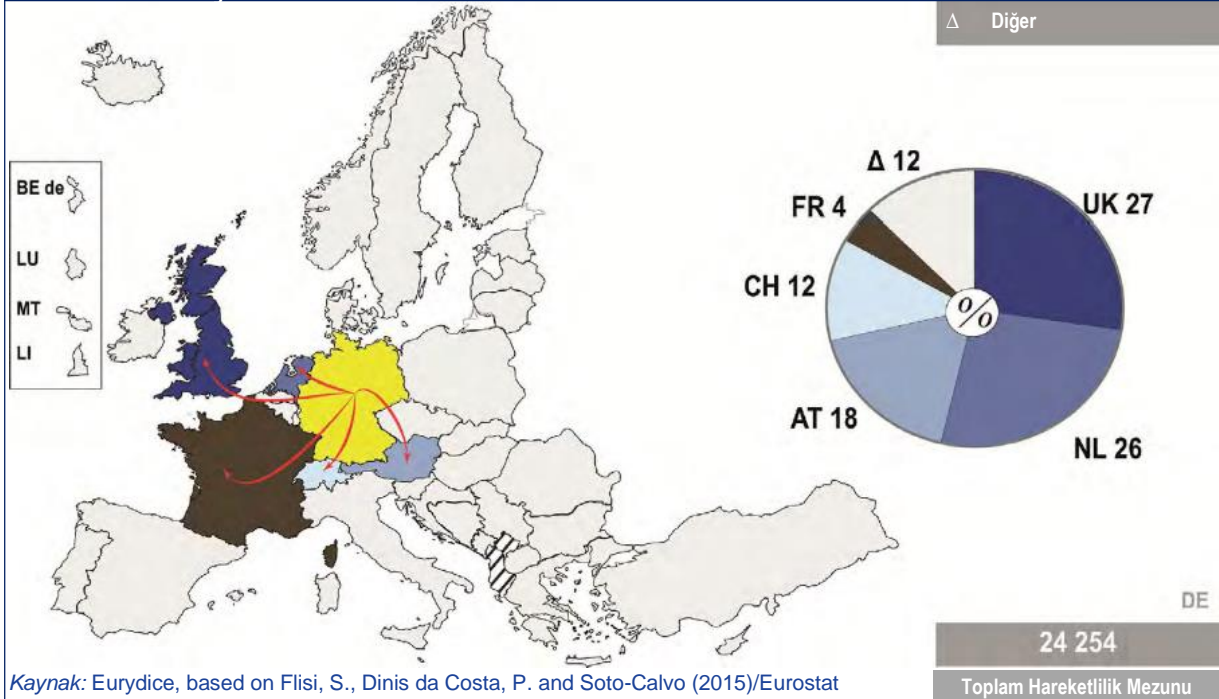 Δ Diğer
BE de
LU
MT
LI
Δ 12
FR 4
UK 27
CH 12
%
AT 18
NL 26
DE
24 254
Kaynak: Eurydice, based on Flisi, S., Dinis da Costa, P. and Soto-Calvo (2015)/Eurostat
Toplam Hareketlilik Mezunu